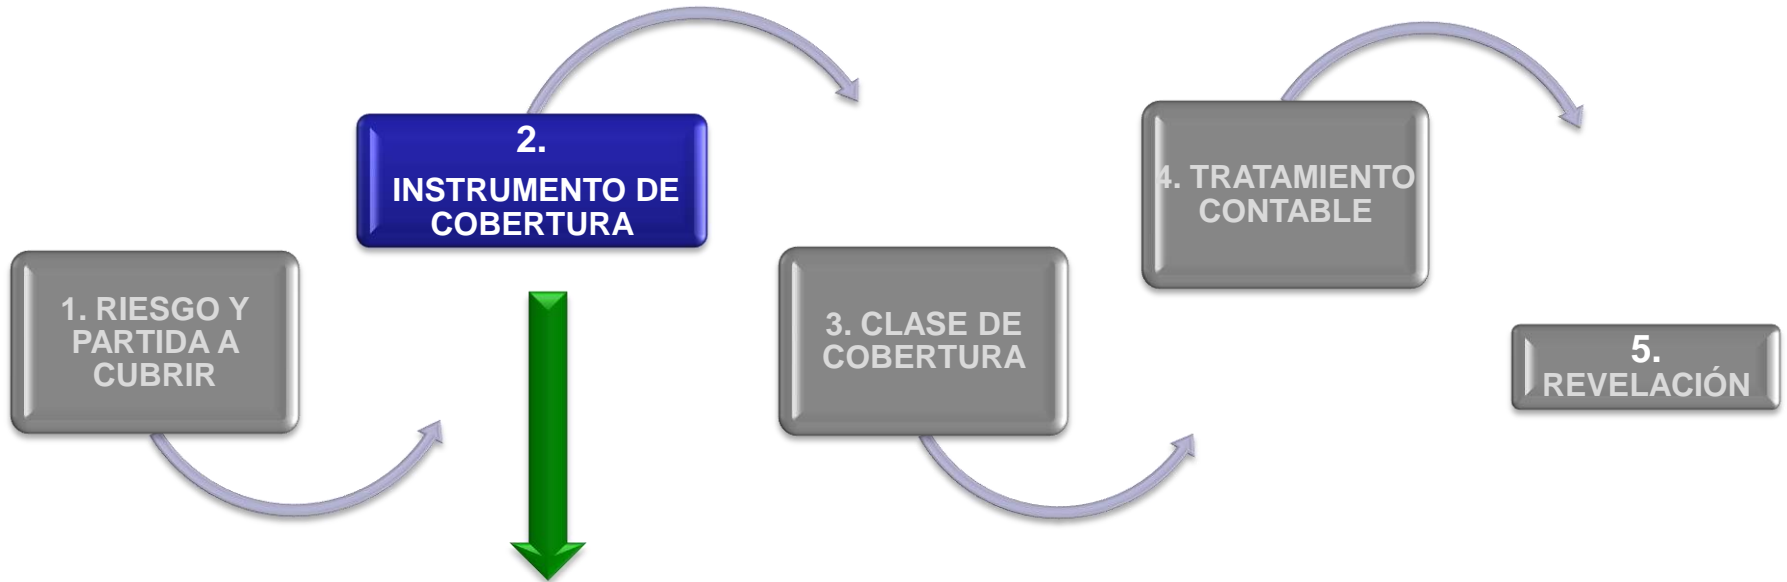 1. RIESGO Y
PARTIDA A
CUBRIR
2.
INSTRUMENTO DE
COBERTURA
3. CLASE DE
COBERTURA
4. TRATAMIENTO
CONTABLE
5.
REVELACIÓN